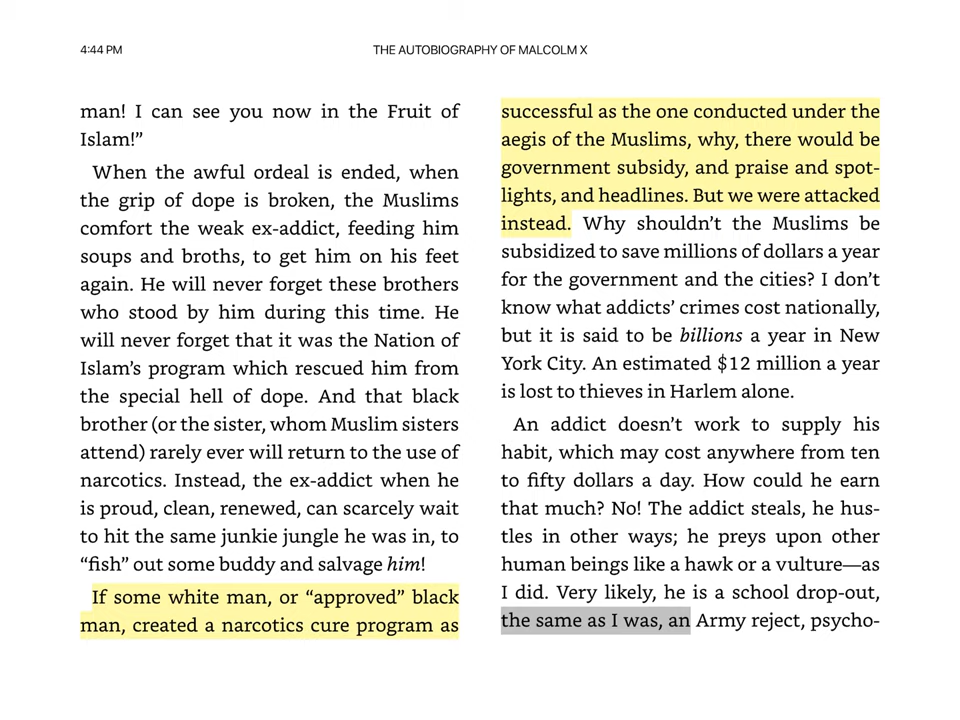 4:44 PM
THE AUTOBIOGRAPHY OF MALCOLM X
man! I can see you now in the Fruit of
Islam!”
When the awful ordeal is ended, when
the grip of dope is broken, the Muslims
comfort the weak ex-addict, feeding him
soups and broths, to get him on his feet
again. He will never forget these brothers
who stood by him during this time. He
will never forget that it was the Nation of
Islam’s program which rescued him from
the special hell of dope. And that black
brother (or the sister, whom Muslim sisters
attend) rarely ever will return to the use of
narcotics. Instead, the ex-addict when he
is proud, clean, renewed, can scarcely wait
to hit the same junkie jungle he was in, to
“fish” out some buddy and salvage him!
If some white man, or “approved” black
man, created a narcotics cure program as
successful as the one conducted under the
aegis of the Muslims, why, there would be
government subsidy, and praise and spot-
lights, and headlines. But we were attacked
instead. Why shouldn’t the Muslims be
subsidized to save millions of dollars a year
for the government and the cities? I don’t
know what addicts’ crimes cost nationally,
but it is said to be billions a year in New
York City. An estimated $12 million a year
is lost to thieves in Harlem alone.
An addict doesn’t work to supply his
habit, which may cost anywhere from ten
to fifty dollars a day. How could he earn
that much? No! The addict steals, he hus-
tles in other ways; he preys upon other
human beings like a hawk or a vulture—as
I did. Very likely, he is a school drop-out,
the same as I was, an Army reject, psycho-